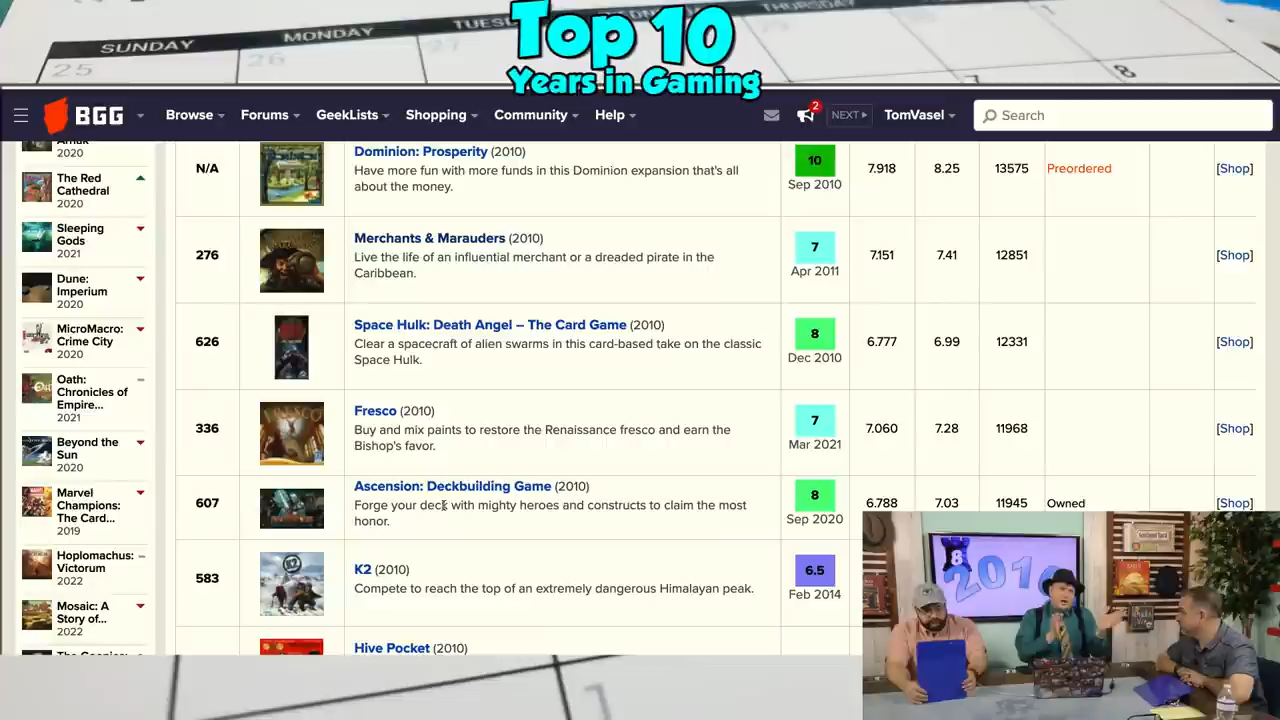 Top 10
Years in Gaming
SUNDAY
MONDAY
THURSDAY
25
26
27
1
7
8
BGG
Browse
Forums
GeekLists
Shopping
Community
Help
2
NEXT
TomVasel
Search
2020
The Red
Cathedral
2020
Sleeping
Gods
2021
Dune:
Imperium
2020
MicroMacro:
Crime City
2020
Oath:
Chronicles of
Empire...
2021
Beyond the
Sun
2020
Marvel
Champions:
The Card...
2019
Hoplomachus:
Victorum
2022
Mosaic: A
Story of...
2022
N/A
Dominion: Prosperity (2010)
Have more fun with more funds in this Dominion expansion that's all
about the money.
10
Sep 2010
7.918
8.25
13575
Preordered
[Shop]
276
Merchants & Marauders (2010)
Live the life of an influential merchant or a dreaded pirate in the
Caribbean.
7
Apr 2011
7.151
7.41
12851
[Shop]
626
Space Hulk: Death Angel – The Card Game (2010)
Clear a spacecraft of alien swarms in this card-based take on the classic
Space Hulk.
8
Dec 2010
6.777
6.99
12331
[Shop]
336
FRESCO
Fresco (2010)
Buy and mix paints to restore the Renaissance fresco and earn the
Bishop's favor.
7
Mar 2021
7.060
7.28
11968
[Shop]
607
Ascension: Deckbuilding Game (2010)
Forge your deck with mighty heroes and constructs to claim the most
honor.
8
Sep 2020
6.788
7.03
11945
Owned
[Shop]
583
K2
K2 (2010)
Compete to reach the top of an extremely dangerous Himalayan peak.
6.5
Feb 2014
Hive Pocket (2010)
8
2010